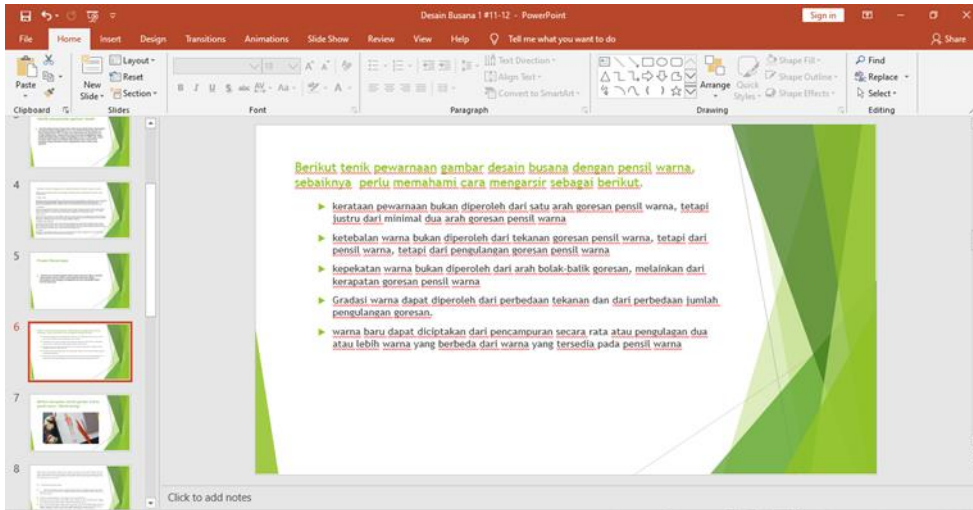 Desain Busana 1 #11-12 - PowerPoint
Sign in
File Home Insert Design Transitions Animations Slide Show Review View Help Tell me what you want to do
Share
Paste
New Slide
Layout
Reset
Section
Text Direction
Align Text
Convert to SmartArt
Arrange
Quick Styles
Shape Fill
Shape Outline
Shape Effects
Find
Replace
Select
Clipboard Slides Font Paragraph Drawing Editing
4
5
6
7
8
Berikut tenik pewarnaan gambar desain busana dengan pensil warna,
sebaiknya perlu memahami cara mengarsir sebagai berikut.
kerataan pewarnaan bukan diperoleh dari satu arah goresan pensil warna, tetapi
justru dari minimal dua arah goresan pensil warna
ketebalan warna bukan diperoleh dari tekanan goresan pensil warna, tetapi dari
pensil warna, tetapi dari pengulangan goresan pensil warna
kepekatan warna bukan diperoleh dari arah bolak-balik goresan, melainkan dari
kerapatan goresan pensil warna
Gradasi warna dapat diperoleh dari perbedaan tekanan dan dari perbedaan jumlah
pengulangan goresan.
warna baru dapat diciptakan dari pencampuran secara rata atau pengulagan dua
atau lebih warna yang berbeda dari warna yang tersedia pada pensil warna
Click to add notes